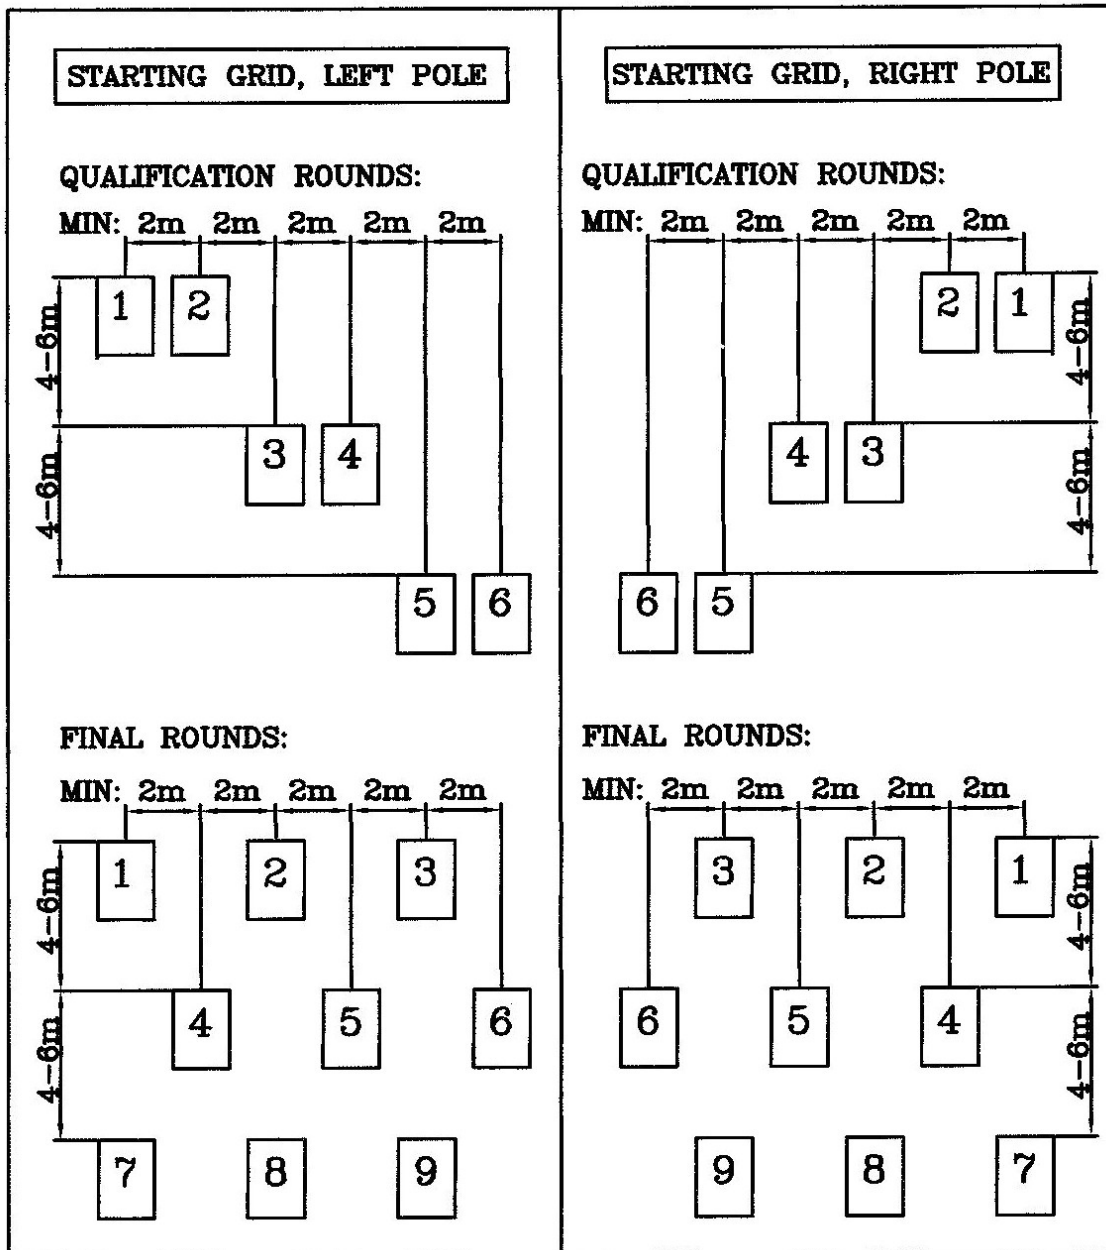 STARTING GRID, LEFT POLE
QUALIFICATION ROUNDS:
MIN: 2m 2m 2m 2m 2m
1 2
4-6m
3 4
4-6m
5 6
FINAL ROUNDS:
MIN: 2m 2m 2m 2m 2m
1 2 3
4-6m
4 5 6
4-6m
7 8 9
STARTING GRID, RIGHT POLE
QUALIFICATION ROUNDS:
MIN: 2m 2m 2m 2m 2m
2 1
4-6m
4 3
4-6m
6 5
FINAL ROUNDS:
MIN: 2m 2m 2m 2m 2m
3 2 1
4-6m
6 5 4
4-6m
9 8 7